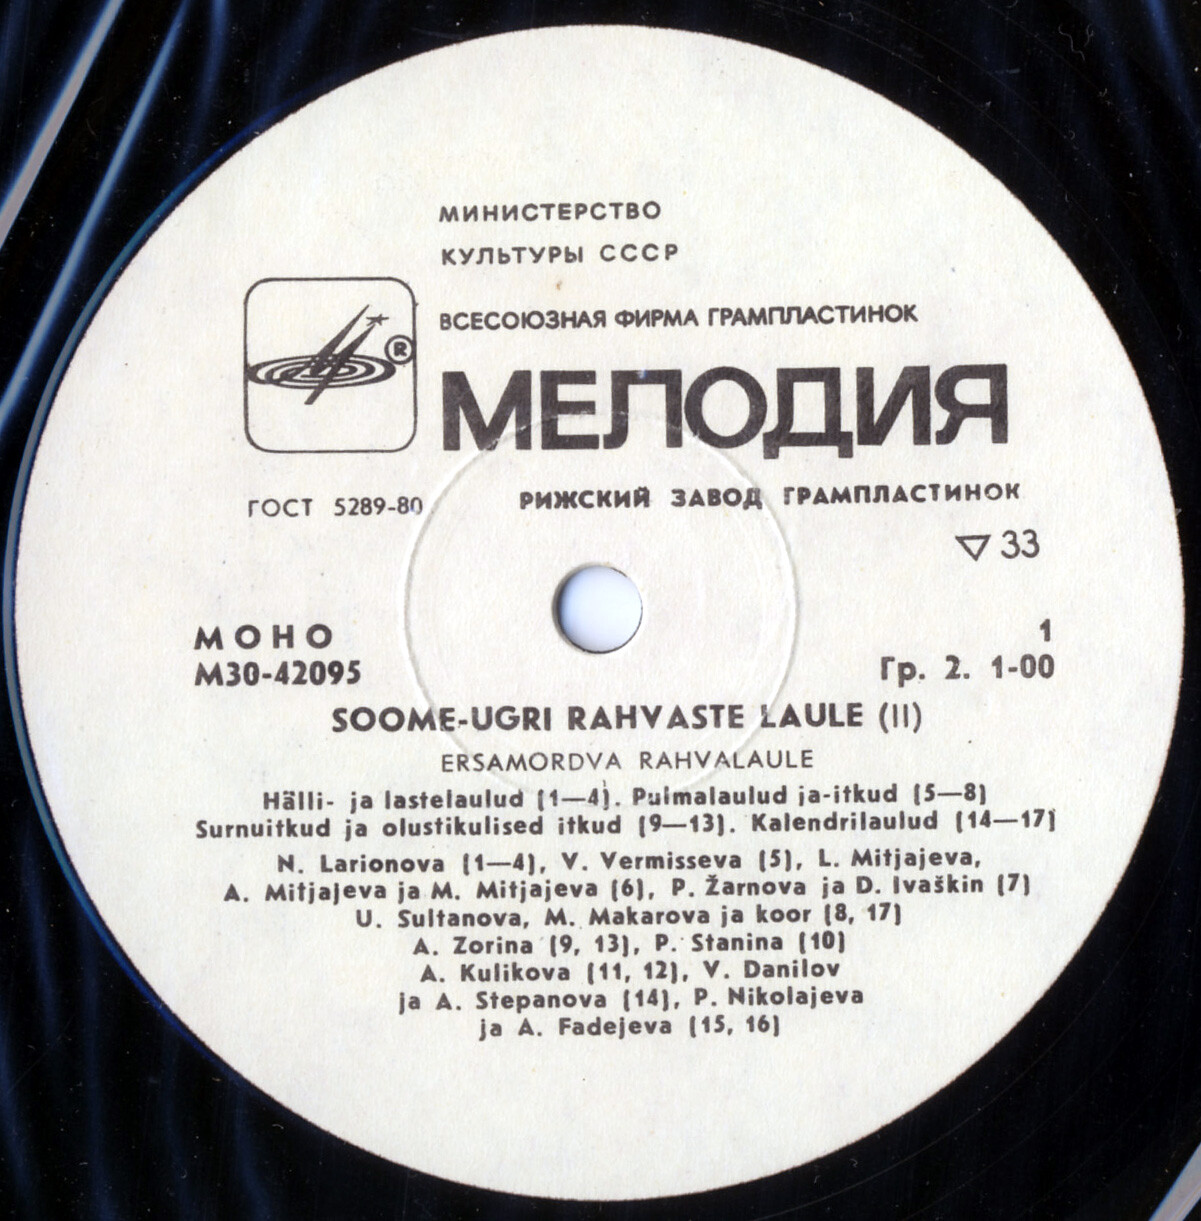 МИНИСТЕРСТВО
КУЛЬТУРЫ СССР
ВСЕСОЮЗНАЯ ФИРМА ГРАМПЛАСТИНОК
®
МЕЛОДИЯ
ГОСТ 5289-80
РИЖСКИЙ ЗАВОД ГРАМПЛАСТИНОК
▽ 33
МОНО
1
М30-42095
Гр. 2. 1-00
SOOME-UGRI RAHVASTE LAULE (II)
ERSAMORDVA RAHVALAULE
Hälli- ja lastelaulud (1—4). Pulmalaulud ja-itkud (5—8)
Surnuitkud ja olustikulised itkud (9—13). Kalendrilaulud (14—17)
N. Larionova (1—4), V. Vermisseva (5), L. Mitjajeva,
A. Mitjajeva ja M. Mitjajeva (6), P. Žarnova ja D. Ivaškin (7)
U. Sultanova, M. Makarova ja koor (8, 17)
A. Zorina (9, 13), P. Stanina (10)
A. Kulikova (11, 12), V. Danilov
ja A. Stepanova (14), P. Nikolajeva
ja A. Fadejeva (15, 16)